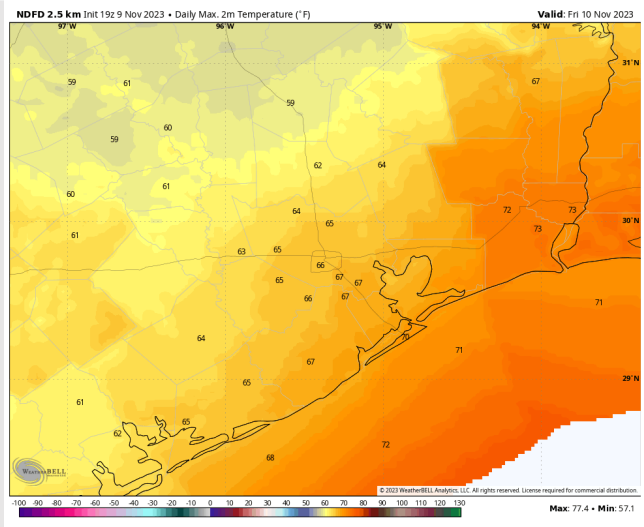 NDFD 2.5 km Init 19z 9 Nov 2023 • Daily Max. 2m Temperature (°F)
Valid: Fri 10 Nov 2023
97°W 96°W 95°W 94°W
31°N
59 61 67
59
60
59
62 64
61
60
64 72 73
30°N
65 73
61
63 65
66
65 67 67
66 67
71
70
64 71
67
29°N
65
61
65
62
72
68
WEATHERBELL
© 2023 WeatherBELL Analytics, LLC. All rights reserved. License required for commercial distribution.
-100 -90 -80 -70 -60 -50 -40 -30 -20 -10 0 10 20 30 40 50 60 70 80 90 100 110 120 130
Max: 77.4 • Min: 57.1